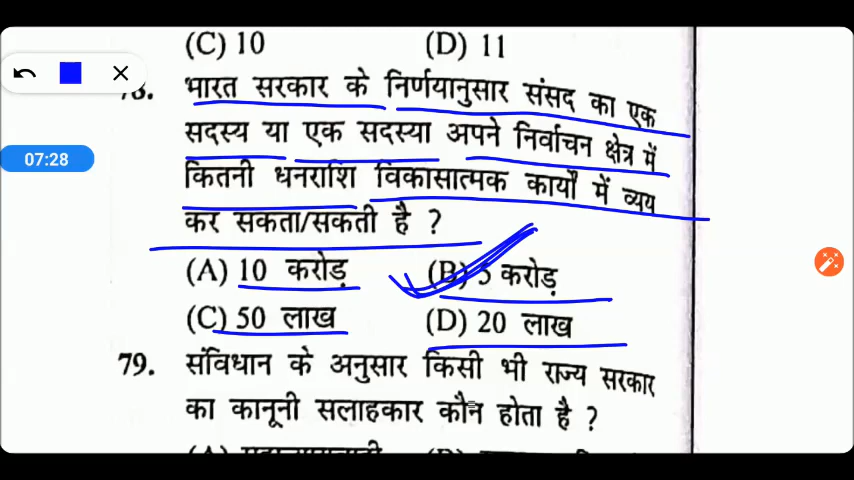 (C) 10 (D) 11
78. भारत सरकार के निर्णयानुसार संसद का एक
सदस्य या एक सदस्या अपने निर्वाचन क्षेत्र में
07:28
कितनी धनराशि विकासात्मक कार्यों में व्यय
कर सकता/सकती है ?
(A) 10 करोड़ (B) 5 करोड़
(C) 50 लाख (D) 20 लाख
79. संविधान के अनुसार किसी भी राज्य सरकार
का कानूनी सलाहकार कौन होता है ?